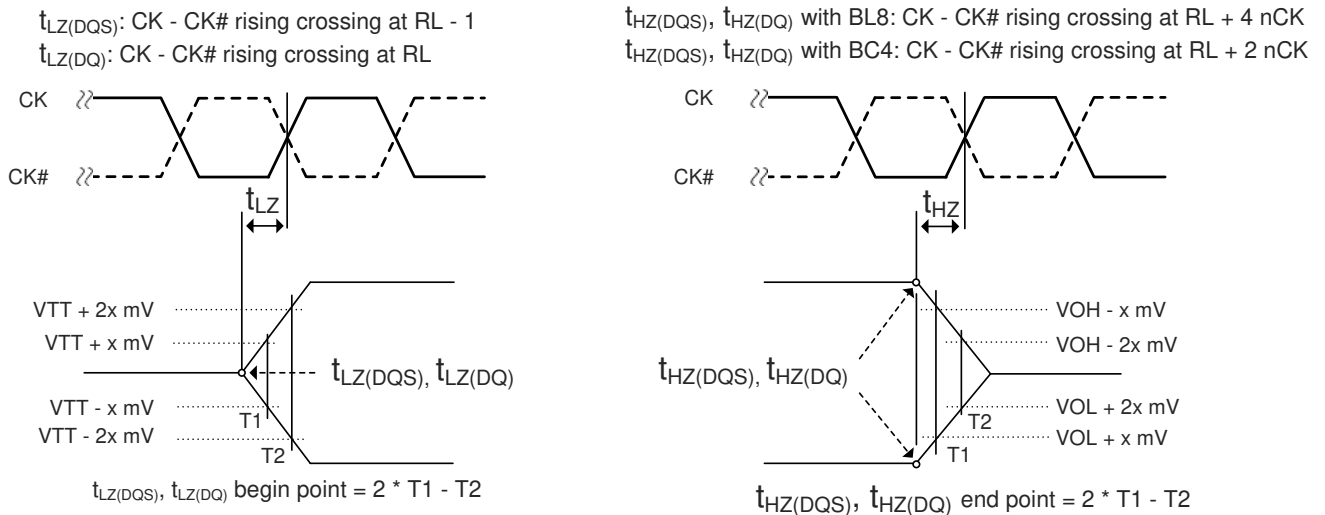 tLZ(DQS): CK - CK# rising crossing at RL - 1
tLZ(DQ): CK - CK# rising crossing at RL
CK
CK#
tLZ
VTT + 2x mV
VTT + x mV
VTT - x mV
VTT - 2x mV
tLZ(DQS), tLZ(DQ)
T1
T2
tLZ(DQS), tLZ(DQ) begin point = 2 * T1 - T2
tHZ(DQS), tHZ(DQ) with BL8: CK - CK# rising crossing at RL + 4 nCK
tHZ(DQS), tHZ(DQ) with BC4: CK - CK# rising crossing at RL + 2 nCK
CK
CK#
tHZ
tHZ(DQS), tHZ(DQ)
VOH - x mV
VOH - 2x mV
VOL + 2x mV
VOL + x mV
T2
T1
tHZ(DQS), tHZ(DQ) end point = 2 * T1 - T2